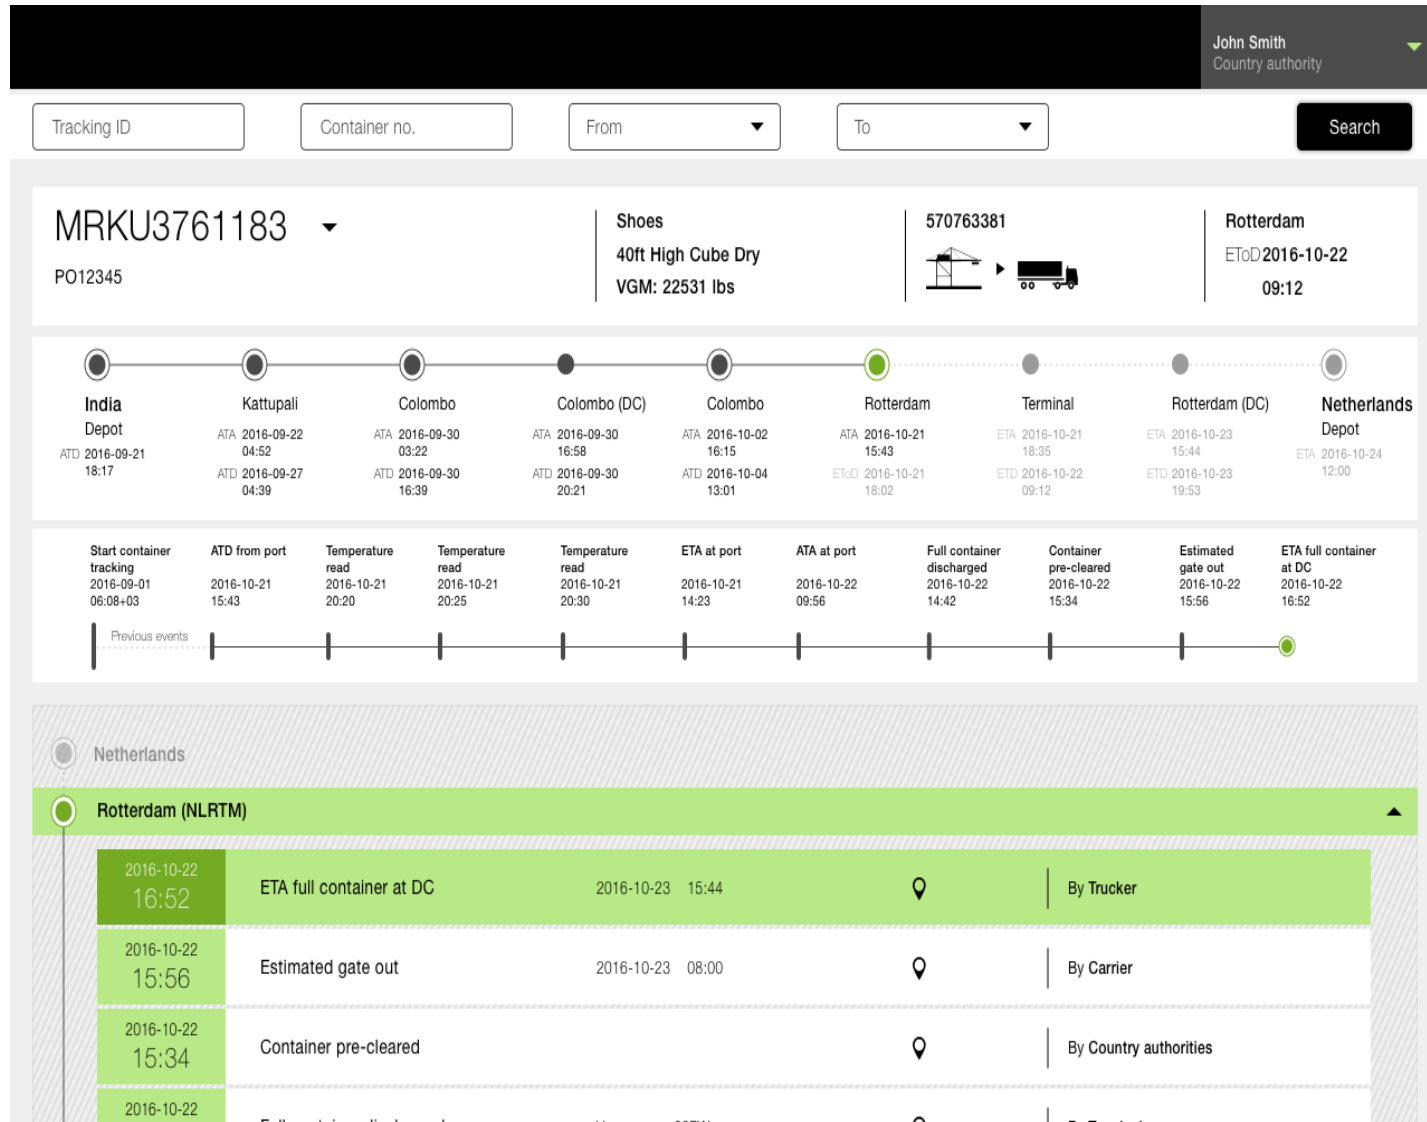 John Smith
Country authority
Tracking ID
Container no.
From
To
Search
MRKU3761183
PO12345
Shoes
40ft High Cube Dry
VGM: 22531 lbs
570763381
Rotterdam
EToD 2016-10-22
09:12
India
Depot
ATD 2016-09-21
18:17
Kattupali
ATA 2016-09-22
04:52
ATD 2016-09-27
04:39
Colombo
ATA 2016-09-30
03:22
ATD 2016-09-30
16:39
Colombo (DC)
ATA 2016-09-30
16:58
ATD 2016-09-30
20:21
Colombo
ATA 2016-10-02
16:15
ATD 2016-10-04
13:01
Rotterdam
ATA 2016-10-21
15:43
EToD 2016-10-21
18:02
Terminal
ETA 2016-10-21
18:35
ETD 2016-10-22
09:12
Rotterdam (DC)
ETA 2016-10-23
15:44
ETD 2016-10-23
19:53
Netherlands
Depot
ETA 2016-10-24
12:00
Start container
tracking
2016-09-01
06:08+03
ATD from port
2016-10-21
15:43
Temperature
read
2016-10-21
20:20
Temperature
read
2016-10-21
20:25
Temperature
read
2016-10-21
20:30
ETA at port
2016-10-21
14:23
ATA at port
2016-10-22
09:56
Full container
discharged
2016-10-22
14:42
Container
pre-cleared
2016-10-22
15:34
Estimated
gate out
2016-10-22
15:56
ETA full container
at DC
2016-10-22
16:52
Previous events
Netherlands
Rotterdam (NLRTM)
2016-10-22
16:52
ETA full container at DC
2016-10-23 15:44
By Trucker
2016-10-22
15:56
Estimated gate out
2016-10-23 08:00
By Carrier
2016-10-22
15:34
Container pre-cleared
By Country authorities
2016-10-22